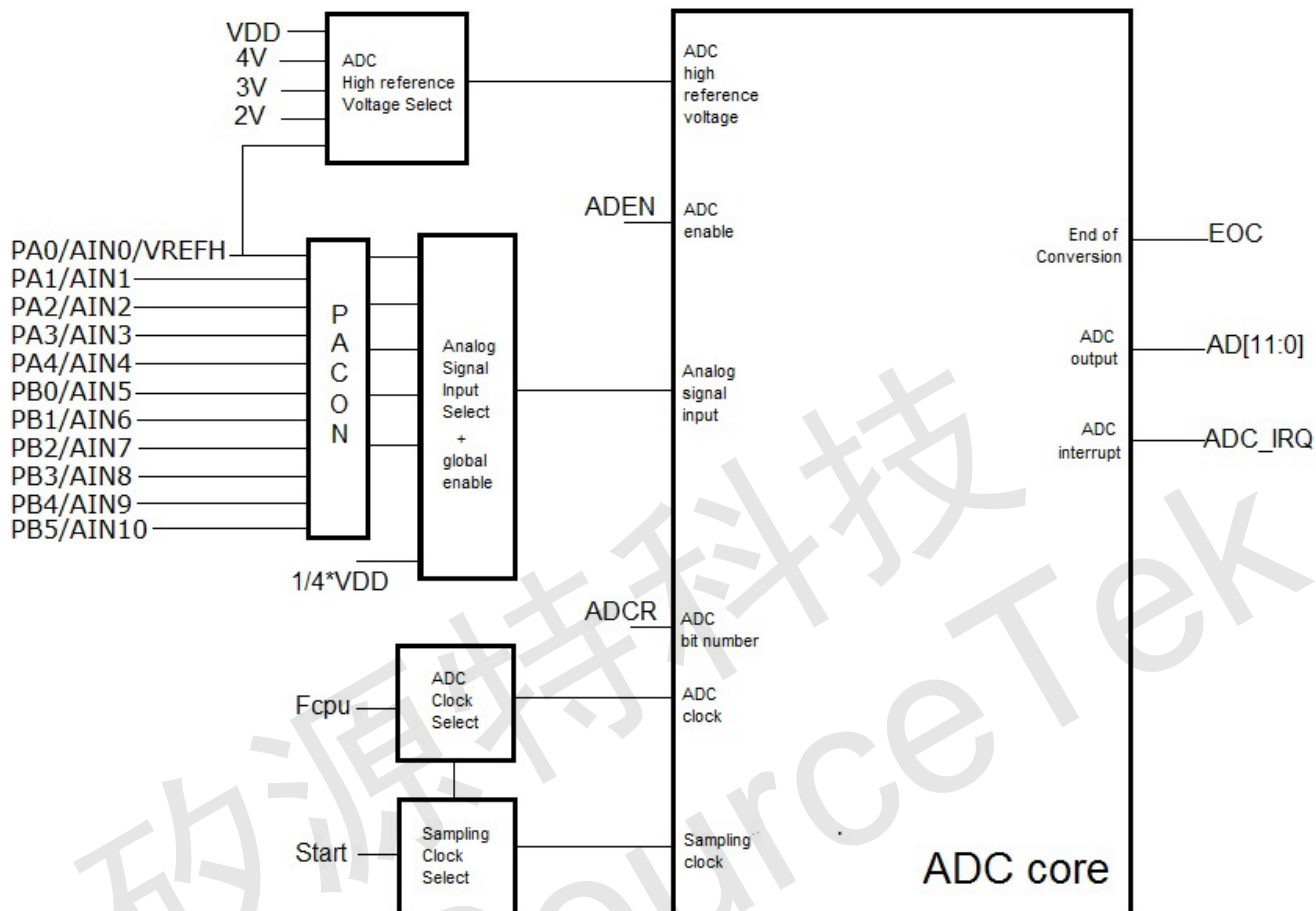 VDD
4V
3V
2V
ADC
High reference
Voltage Select
ADC
high
reference
voltage
ADEN
ADC
enable
PA0/AIN0/VREFH
PA1/AIN1
PA2/AIN2
PA3/AIN3
PA4/AIN4
PB0/AIN5
PB1/AIN6
PB2/AIN7
PB3/AIN8
PB4/AIN9
PB5/AIN10
P
A
C
O
N
Analog
Signal
Input
Select
+
global
enable
1/4*VDD
Analog
signal
input
End of
Conversion
EOC
ADC
output
AD[11:0]
ADC
interrupt
ADC_IRQ
ADCR
ADC
bit number
Fcpu
ADC
Clock
Select
ADC
clock
Start
Sampling
Clock
Select
Sampling
clock
ADC core
矽源特科技
ourceTek